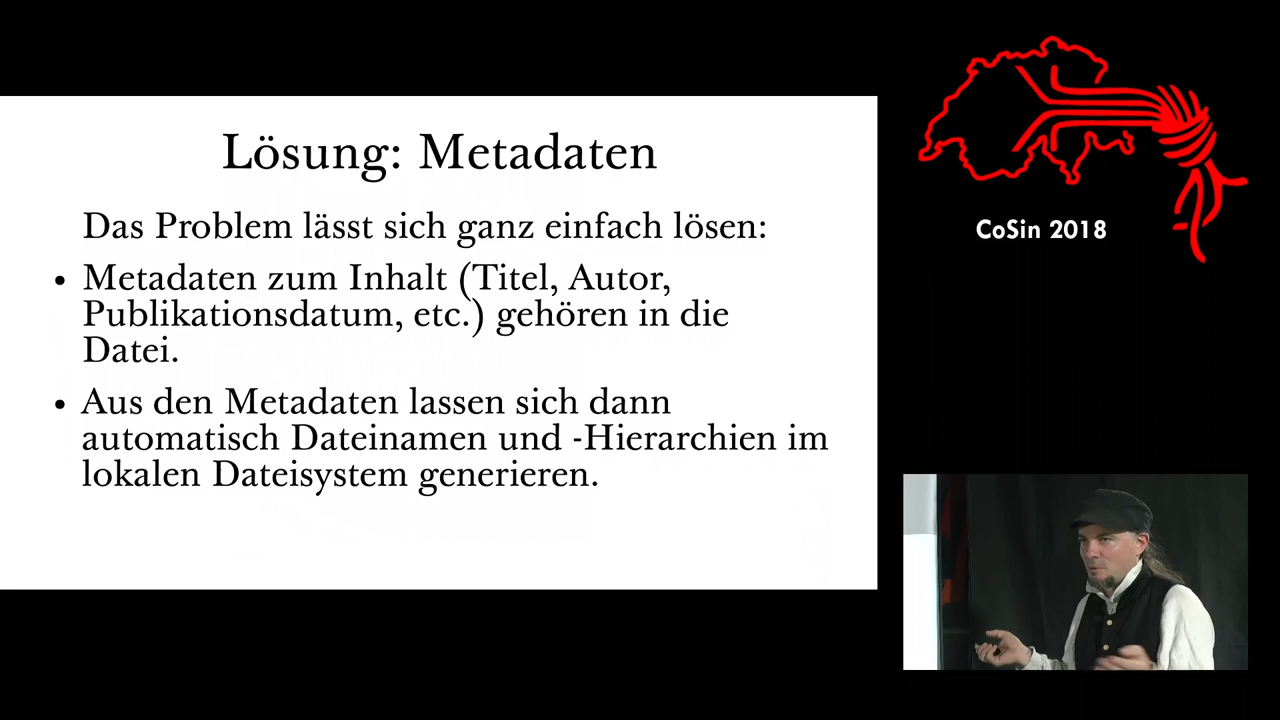 Lösung: Metadaten
Das Problem lässt sich ganz einfach lösen:
• Metadaten zum Inhalt (Titel, Autor,
Publikationsdatum, etc.) gehören in die
Datei.
• Aus den Metadaten lassen sich dann
automatisch Dateinamen und -Hierarchien im
lokalen Dateisystem generieren.
CoSin 2018